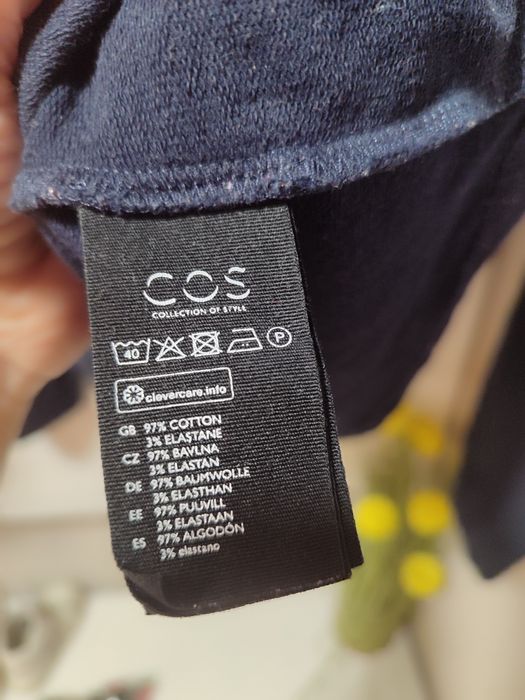 COS
COLLECTION OF STYLE
40
P
clevercare.info
GB 97% COTTON
3% ELASTANE
CZ 97% BAVLNA
3% ELASTAN
DE 97% BAUMWOLLE
3% ELASTHAN
EE 97% PUUVILL
3% ELASTAAN
ES 97% ALGODÓN
3% elastano